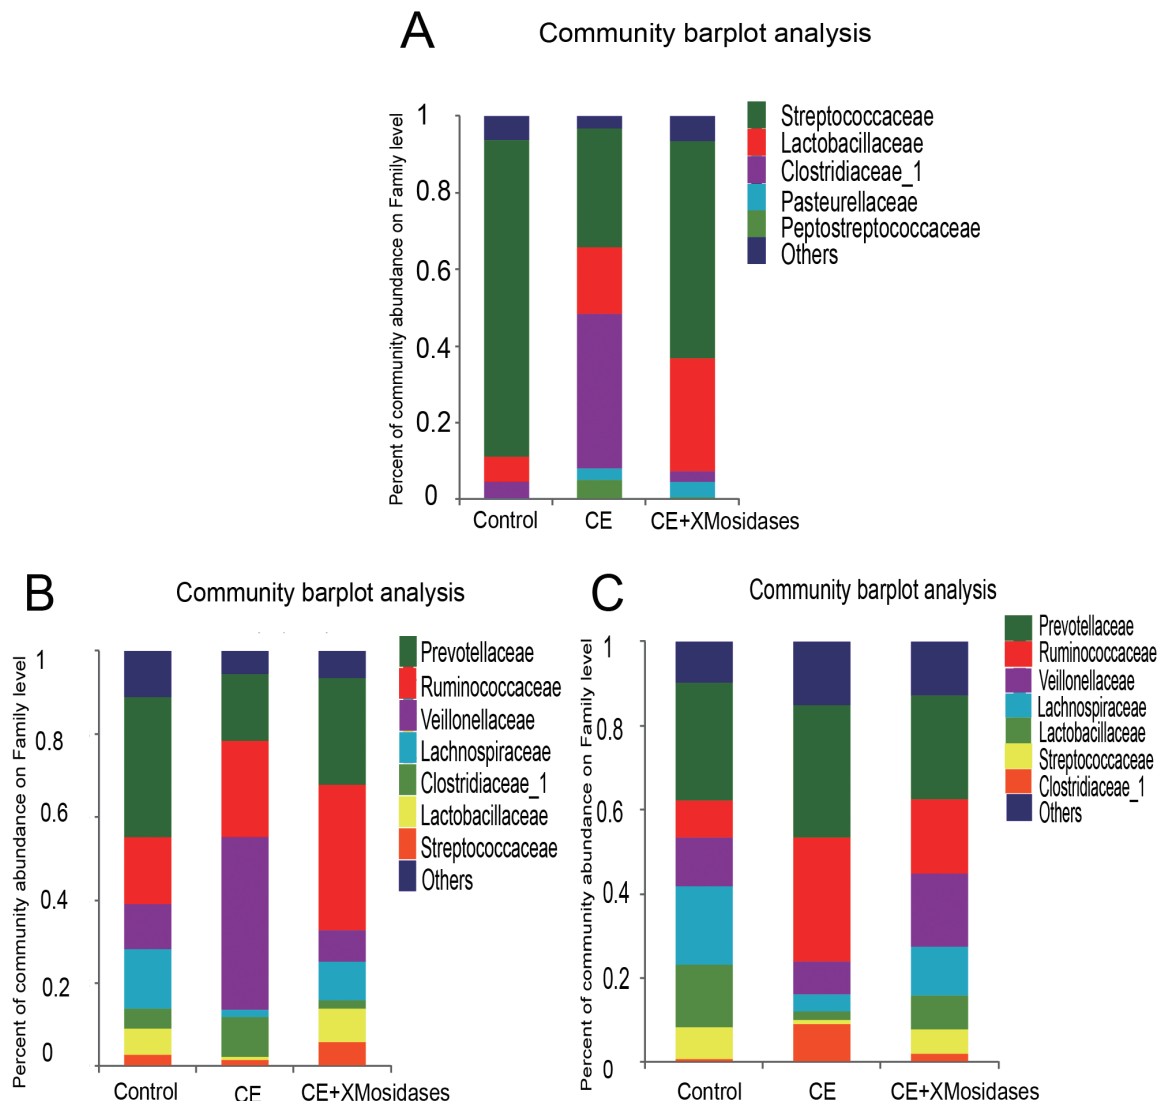 A
Community barplot analysis
Percent of community abundance on Family level
1
0.8
0.6
0.4
0.2
0
Control
CE
CE+XMosidases
Streptococcaceae
Lactobacillaceae
Clostridiaceae_1
Pasteurellaceae
Peptostreptococcaceae
Others
B
Community barplot analysis
Percent of community abundance on Family level
1
0.8
0.6
0.4
0.2
0
Control
CE
CE+XMosidases
Prevotellaceae
Ruminococcaceae
Veillonellaceae
Lachnospiraceae
Clostridiaceae_1
Lactobacillaceae
Streptococcaceae
Others
C
Community barplot analysis
Percent of community abundance on Family level
1
0.8
0.6
0.4
0.2
0
Control
CE
CE+XMosidases
Prevotellaceae
Ruminococcaceae
Veillonellaceae
Lachnospiraceae
Lactobacillaceae
Streptococcaceae
Clostridiaceae_1
Others